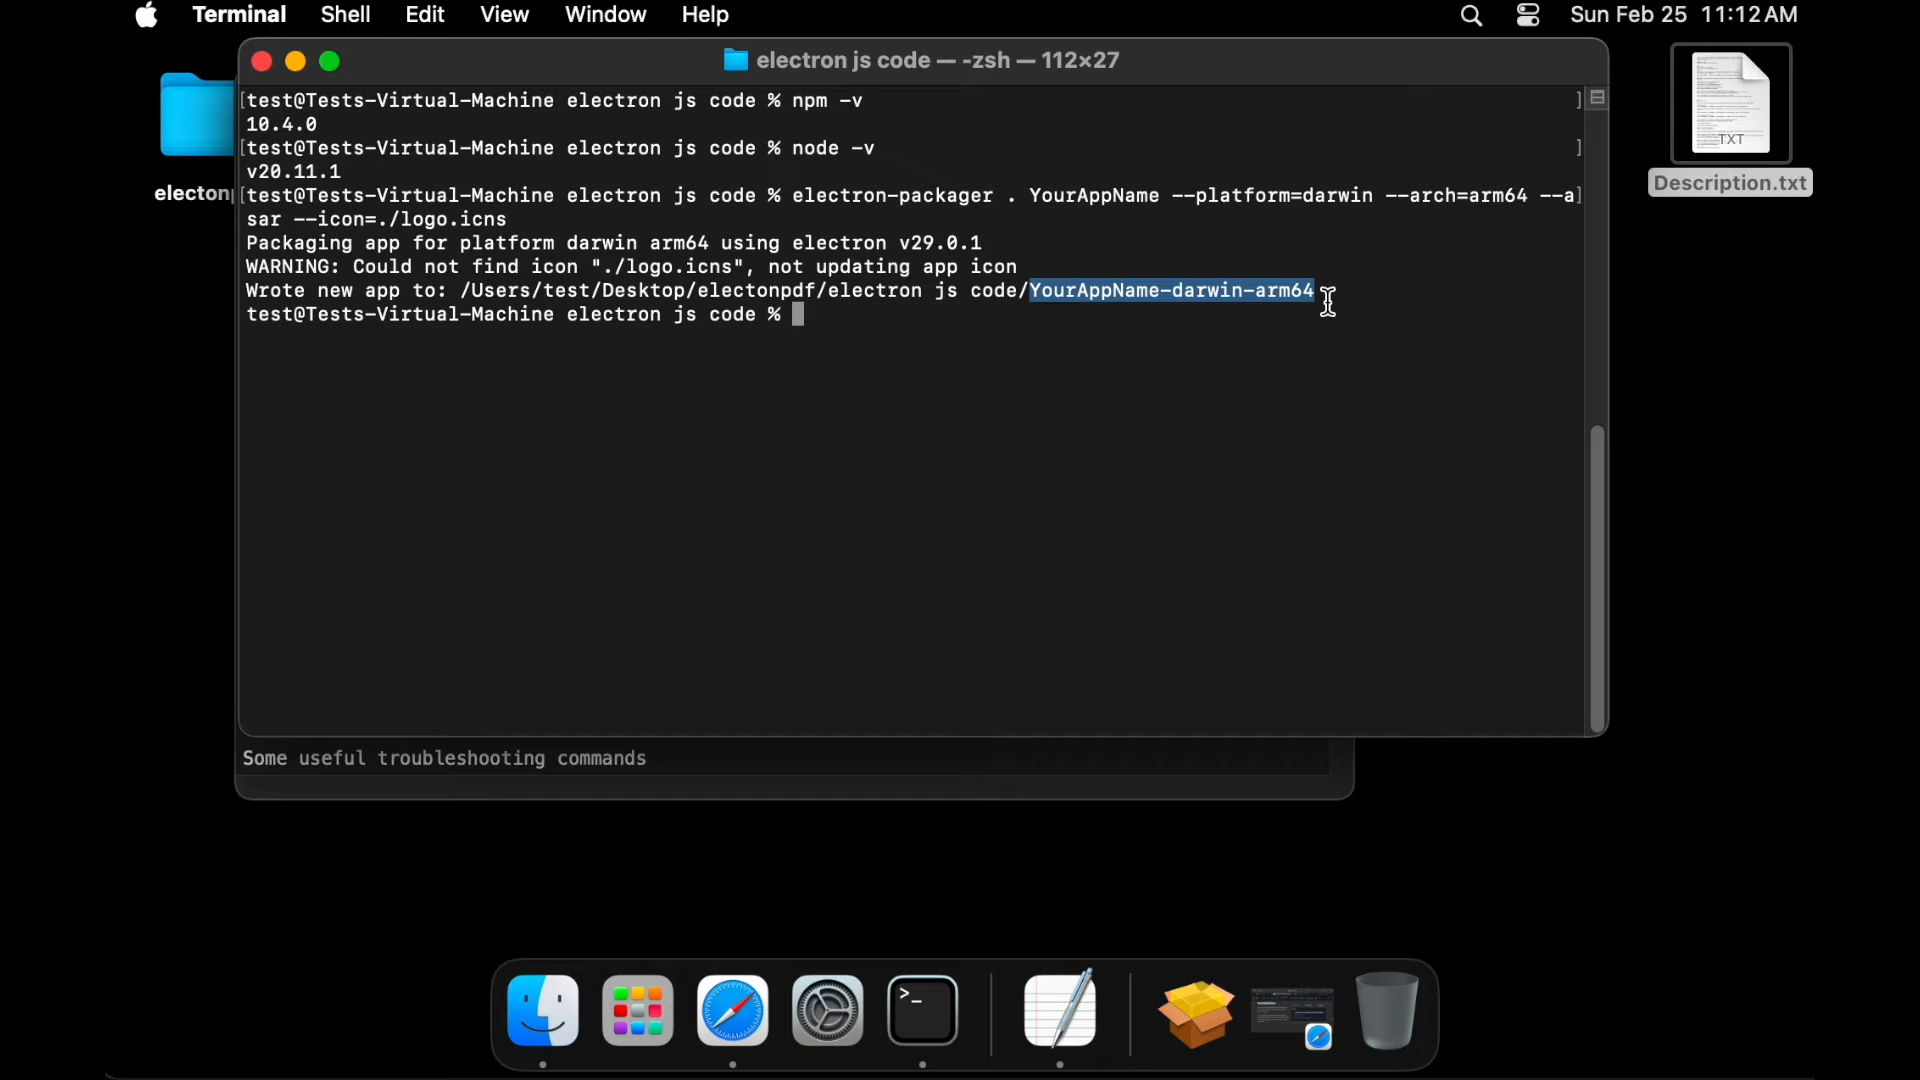 Terminal Shell Edit View Window Help Sun Feb 25 11:12 AM
electron js code — -zsh — 112×27
[test@Tests-Virtual-Machine electron js code % npm -v ]
10.4.0
[test@Tests-Virtual-Machine electron js code % node -v ]
v20.11.1
[test@Tests-Virtual-Machine electron js code % electron-packager . YourAppName --platform=darwin --arch=arm64 --a]
sar --icon=./logo.icns
Packaging app for platform darwin arm64 using electron v29.0.1
WARNING: Could not find icon "./logo.icns", not updating app icon
Wrote new app to: /Users/test/Desktop/electonpdf/electron js code/YourAppName-darwin-arm64
test@Tests-Virtual-Machine electron js code %
electonp
TXT
Description.txt
Some useful troubleshooting commands
>_